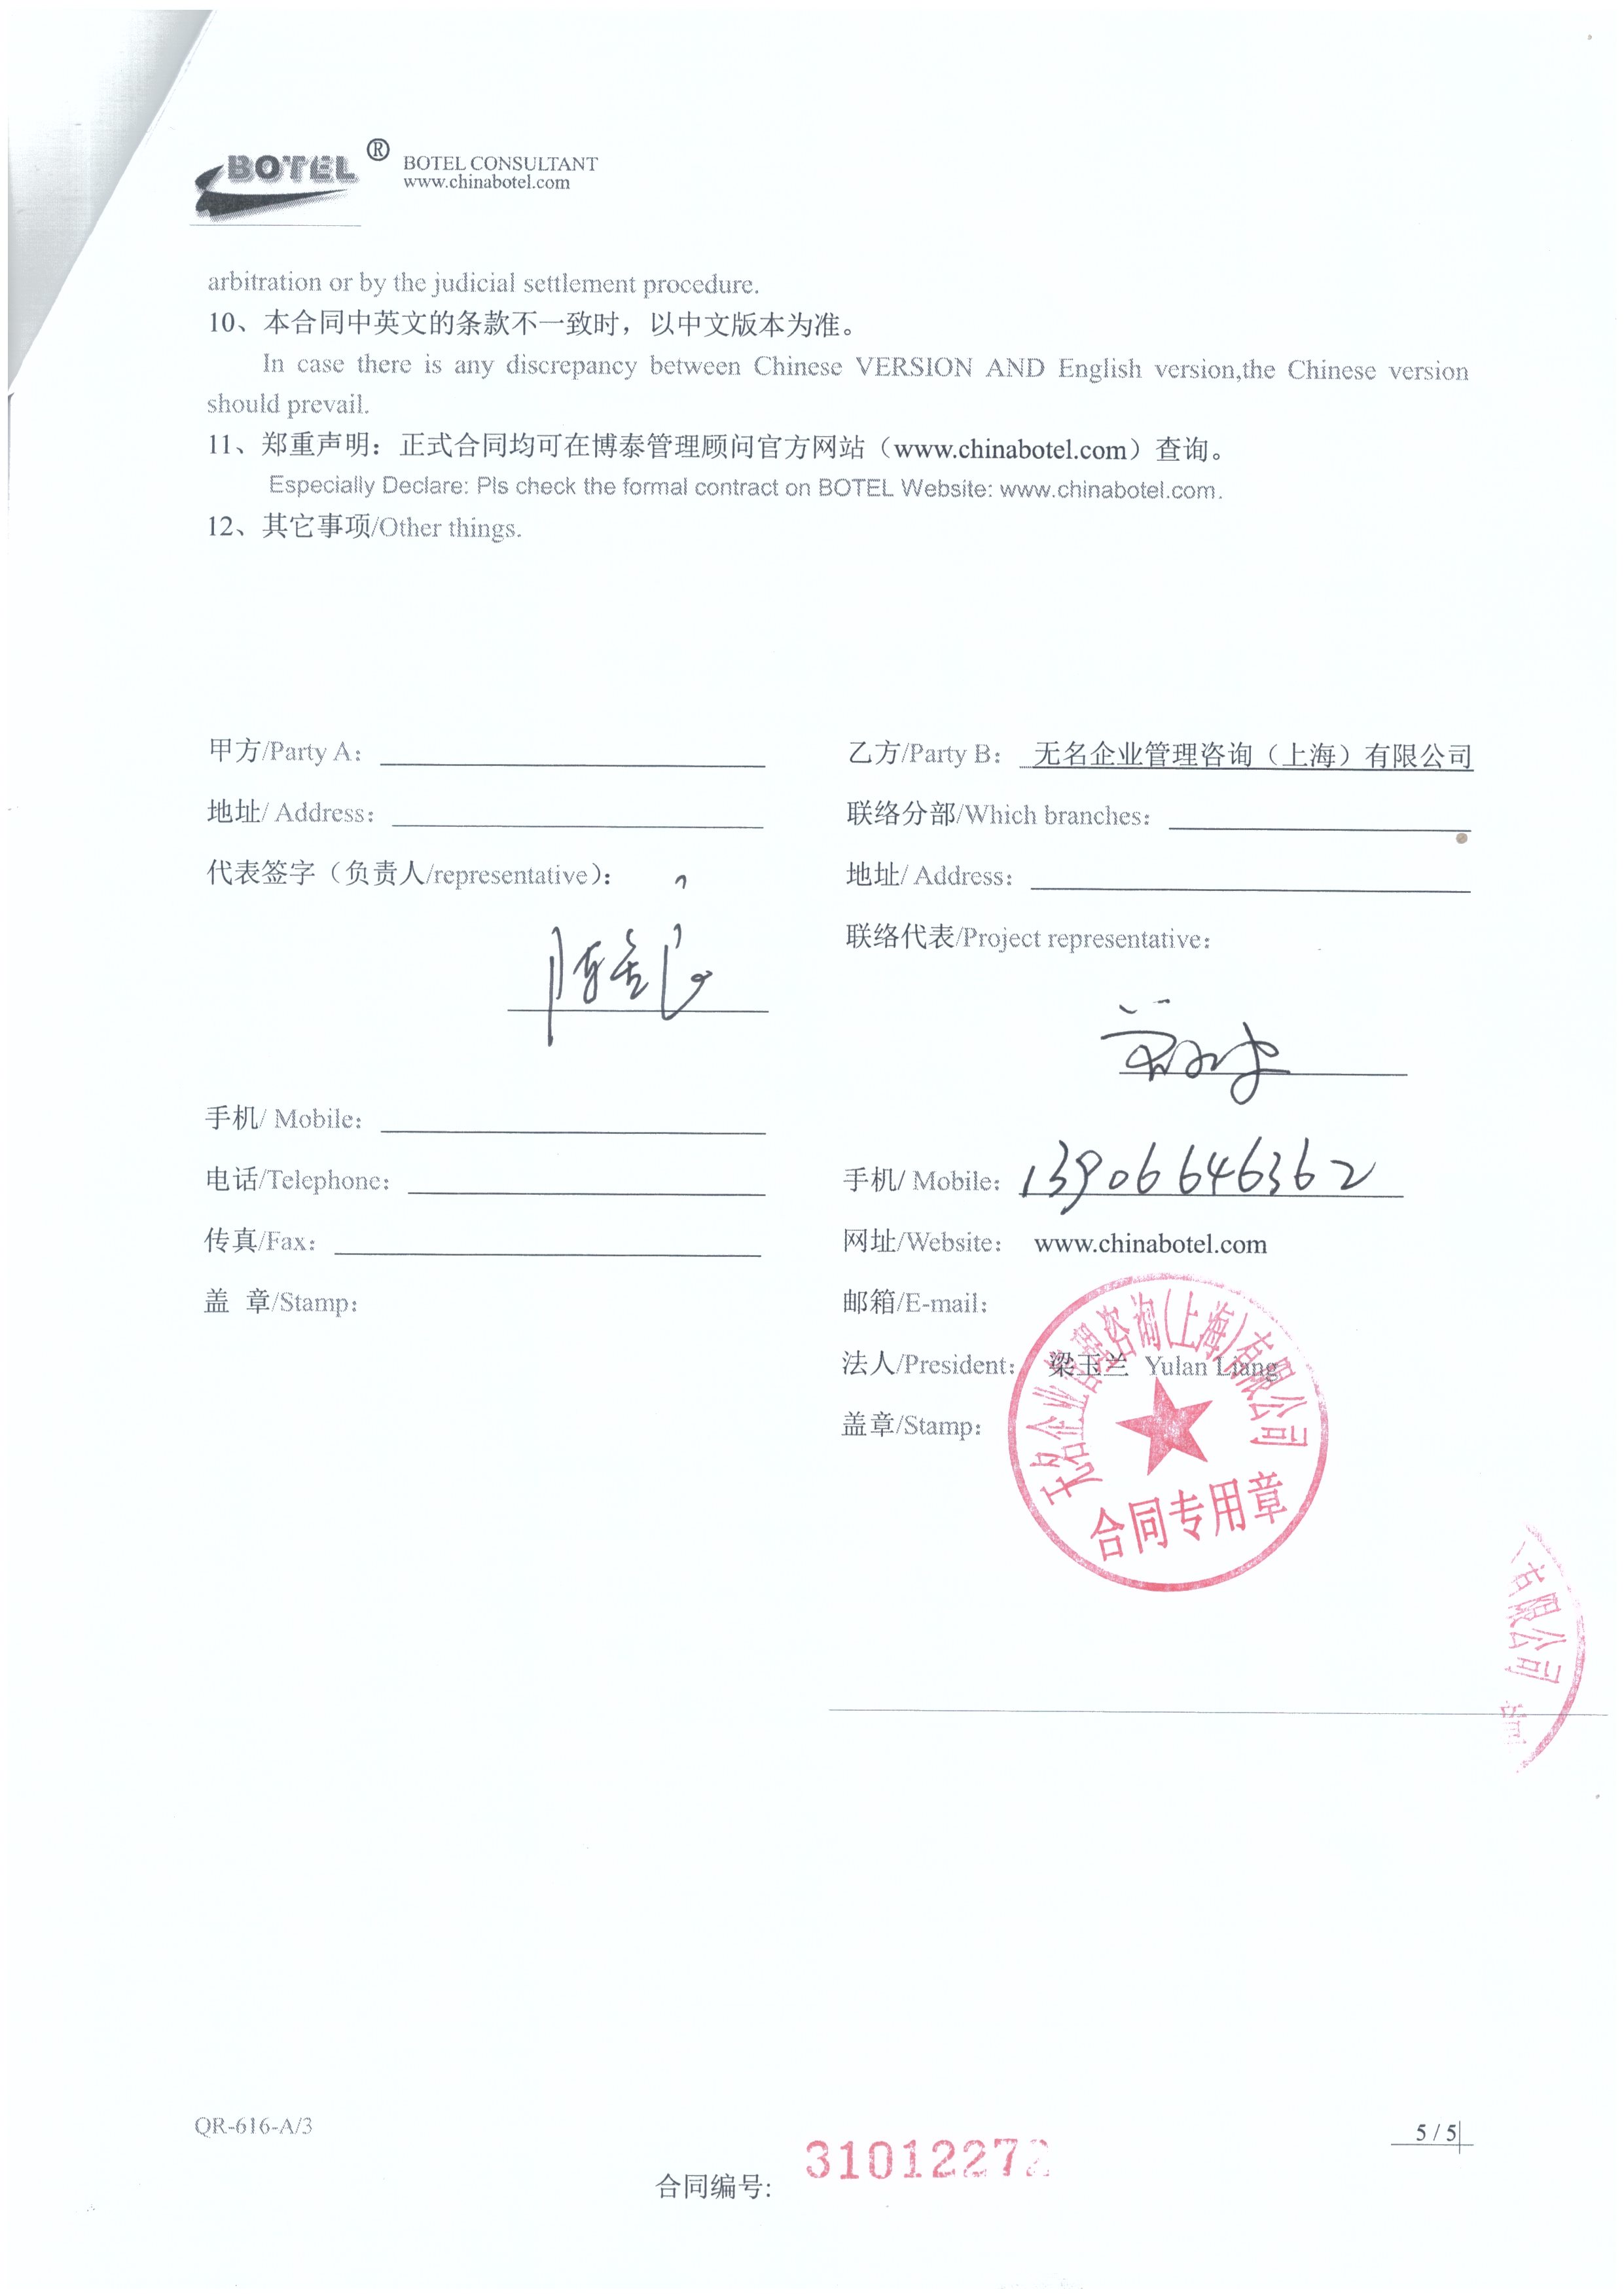 BOTEL ® BOTEL CONSULTANT
www.chinabotel.com
arbitration or by the judicial settlement procedure.
10、本合同中英文的条款不一致时，以中文版本为准。
In case there is any discrepancy between Chinese VERSION AND English version,the Chinese version
should prevail.
11、郑重声明：正式合同均可在博泰管理顾问官方网站（www.chinabotel.com）查询。
Especially Declare: Pls check the formal contract on BOTEL Website: www.chinabotel.com.
12、其它事项/Other things.
甲方/Party A：
地址/ Address：
代表签字（负责人/representative）：
手机/ Mobile：
电话/Telephone：
传真/Fax：
盖 章/Stamp：
乙方/Party B： 无名企业管理咨询（上海）有限公司
联络分部/Which branches：
地址/ Address：
联络代表/Project representative：
手机/ Mobile：13906646362
网址/Website： www.chinabotel.com
邮箱/E-mail：
法人/President： 梁玉兰 Yulan Liang
盖章/Stamp：
无名企业管理咨询(上海)有限公司
合同专用章
有限公司
QR-616-A/3
5 / 5
合同编号: 31012272